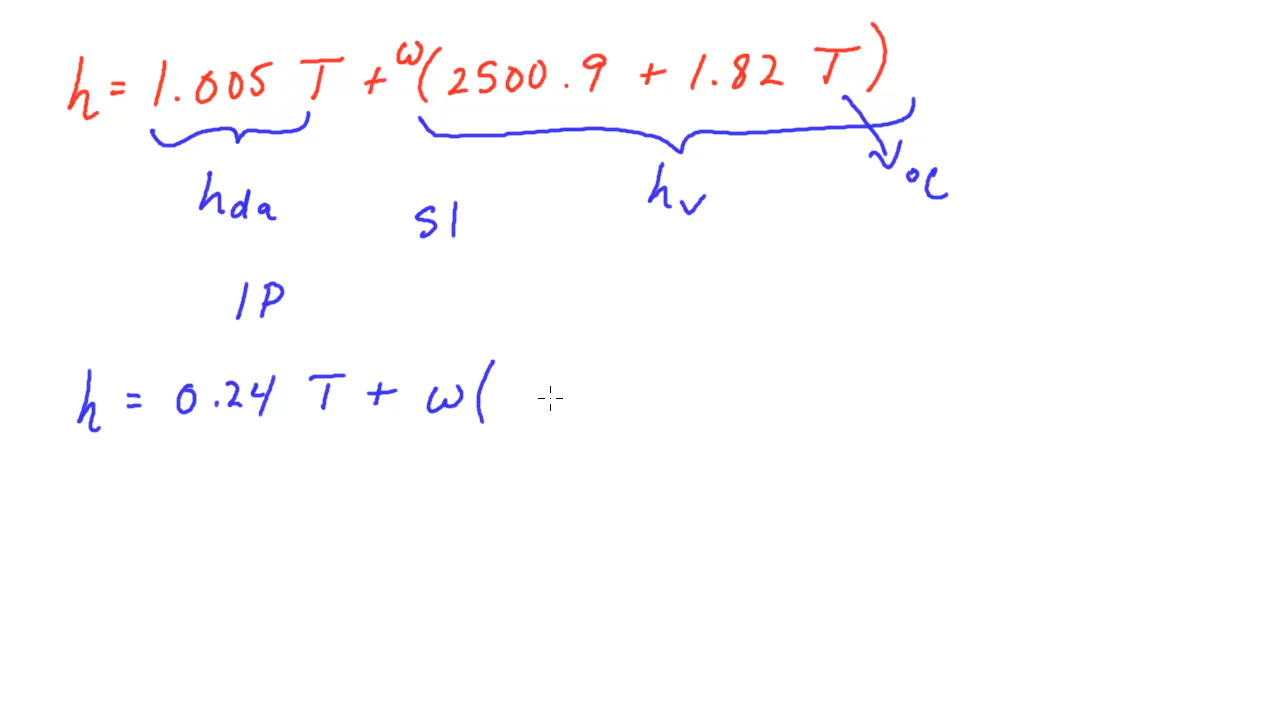 h = 1.005 T + ω(2500.9 + 1.82 T)
hda SI hv °C
IP
h = 0.24 T + ω(